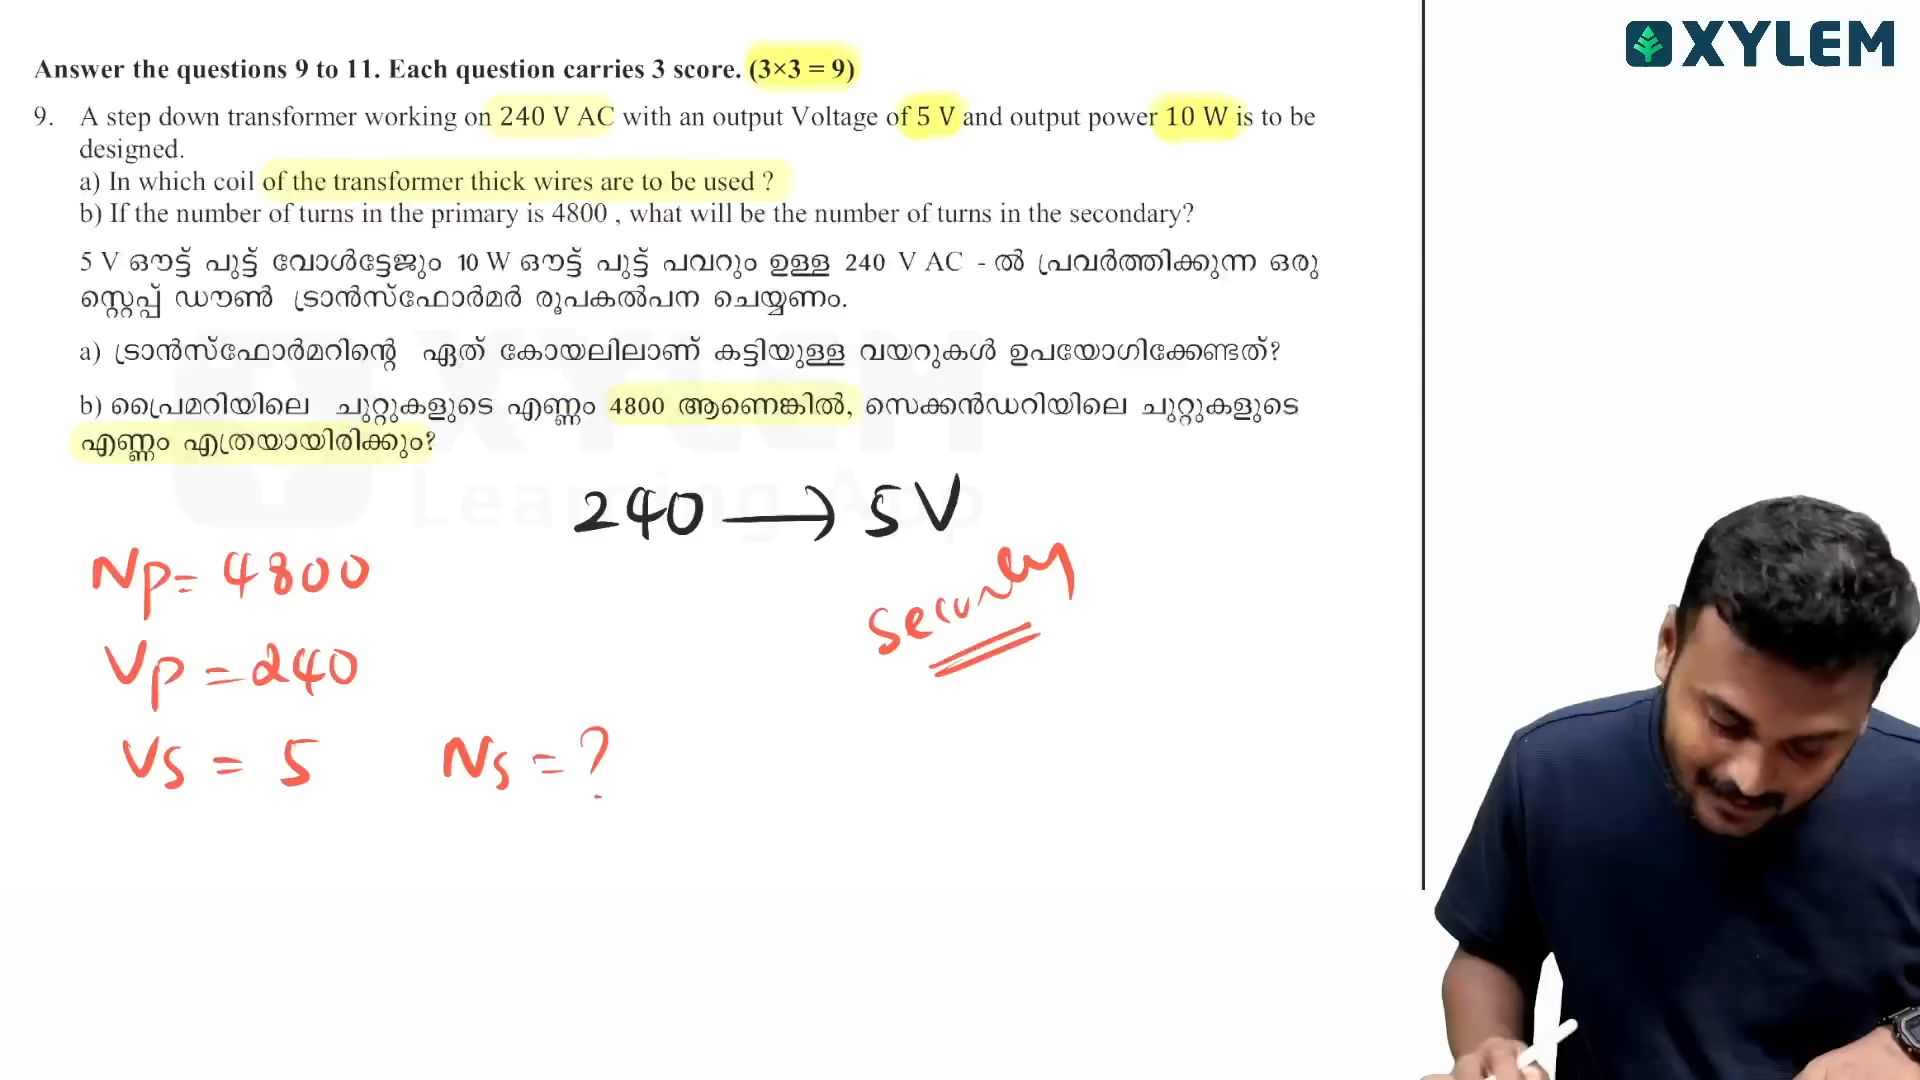 XYLEM
Answer the questions 9 to 11. Each question carries 3 score. (3×3 = 9)
9. A step down transformer working on 240 V AC with an output Voltage of 5 V and output power 10 W is to be
designed.
a) In which coil of the transformer thick wires are to be used ?
b) If the number of turns in the primary is 4800 , what will be the number of turns in the secondary?
5 V ഔട്ട് പുട്ട് വോൾട്ടേജും 10 W ഔട്ട് പുട്ട് പവറും ഉള്ള 240 V AC - ൽ പ്രവർത്തിക്കുന്ന ഒരു
സ്റ്റെപ്പ് ഡൗൺ ട്രാൻസ്ഫോർമർ രൂപകൽപന ചെയ്യണം.
a) ട്രാൻസ്ഫോർമറിന്റെ ഏത് കോയലിലാണ് കട്ടിയുള്ള വയറുകൾ ഉപയോഗിക്കേണ്ടത്?
b) പ്രൈമറിയിലെ ചുറ്റുകളുടെ എണ്ണം 4800 ആണെങ്കിൽ, സെക്കൻഡറിയിലെ ചുറ്റുകളുടെ
എണ്ണം എത്രയായിരിക്കും?
XYLEM
Learning App
240 → 5 V
Np = 4800
Vp = 240
Vs = 5 Ns = ?